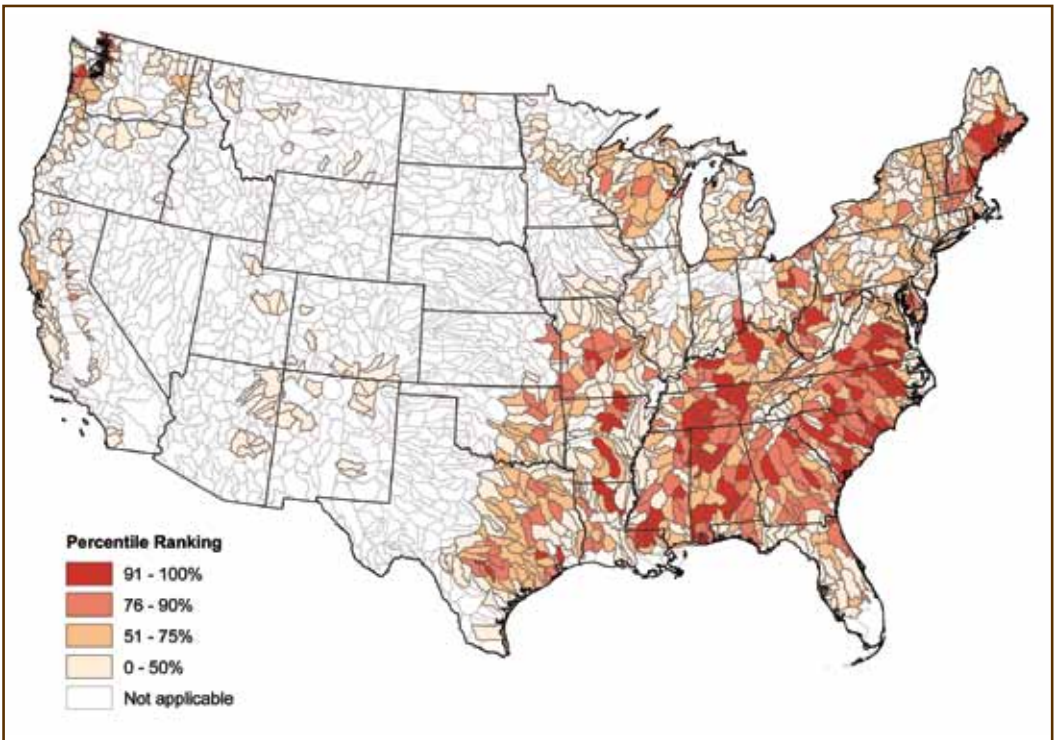 Percentile Ranking
91 - 100%
76 - 90%
51 - 75%
0 - 50%
Not applicable